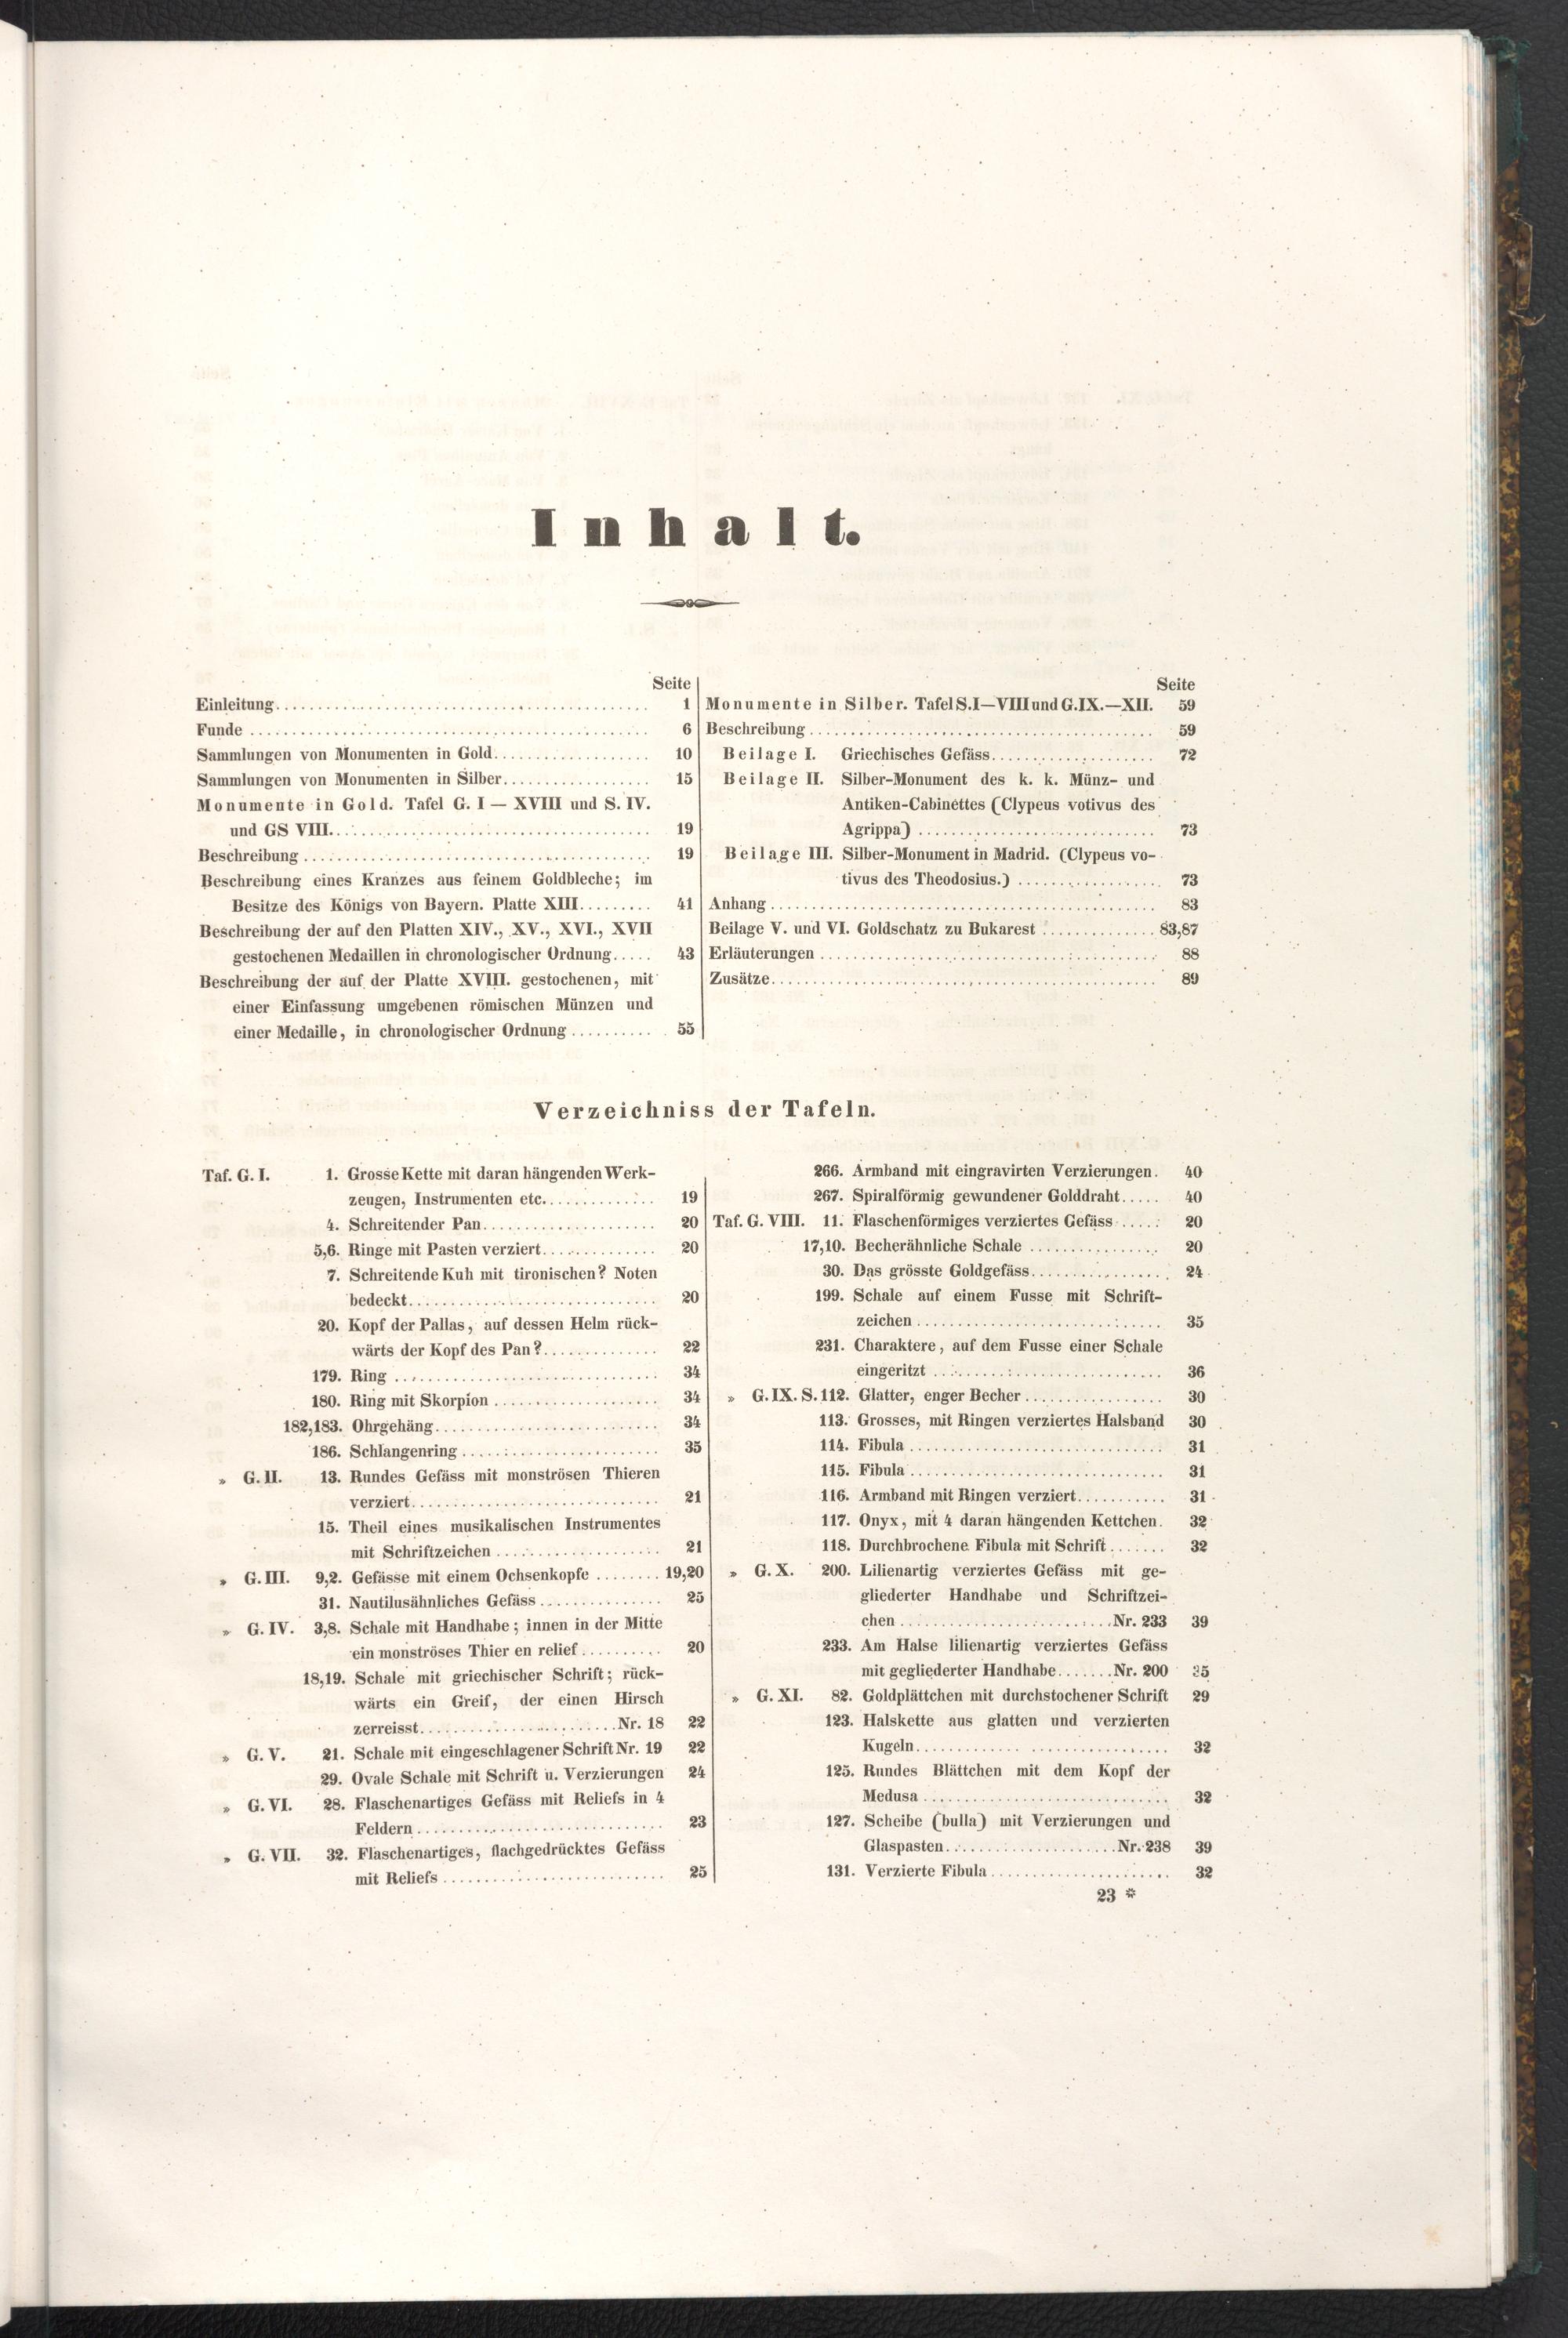 Inhalt.
Seite
Einleitung........................................ 1
Funde ........................................ 6
Sammlungen von Monumenten in Gold................... 10
Sammlungen von Monumenten in Silber.................. 15
Monumente in Gold. Tafel G. I — XVIII und S. IV.
und GS VIII........................................ 19
Beschreibung ........................................ 19
Beschreibung eines Kranzes aus feinem Goldbleche; im
Besitze des Königs von Bayern. Platte XIII......... 41
Beschreibung der auf den Platten XIV., XV., XVI., XVII
gestochenen Medaillen in chronologischer Ordnung..... 43
Beschreibung der auf der Platte XVIII. gestochenen, mit
einer Einfassung umgebenen römischen Münzen und
einer Medaille, in chronologischer Ordnung .......... 55
Seite
Monumente in Silber. Tafel S.I—VIII und G.IX.—XII. 59
Beschreibung ........................................ 59
Beilage I. Griechisches Gefäss................... 72
Beilage II. Silber-Monument des k. k. Münz- und
Antiken-Cabinettes (Clypeus votivus des
Agrippa) ............................ 73
Beilage III. Silber-Monument in Madrid. (Clypeus vo-
tivus des Theodosius.) ................. 73
Anhang ........................................ 83
Beilage V. und VI. Goldschatz zu Bukarest ............. 83,87
Erläuterungen ........................................ 88
Zusätze........................................ 89
Verzeichniss der Tafeln.
Taf. G. I. 1. Grosse Kette mit daran hängenden Werk-
zeugen, Instrumenten etc............. 19
4. Schreitender Pan..................... 20
5,6. Ringe mit Pasten verziert.............. 20
7. Schreitende Kuh mit tironischen? Noten
bedeckt.............................. 20
20. Kopf der Pallas, auf dessen Helm rück-
wärts der Kopf des Pan?.............. 22
179. Ring ................................ 34
180. Ring mit Skorpion .................... 34
182,183. Ohrgehäng........................... 34
186. Schlangenring ........................ 35
» G. II. 13. Rundes Gefäss mit monströsen Thieren
verziert.............................. 21
15. Theil eines musikalischen Instrumentes
mit Schriftzeichen .................... 21
» G. III. 9,2. Gefässe mit einem Ochsenkopfe ........ 19,20
31. Nautilusähnliches Gefäss ............... 25
» G. IV. 3,8. Schale mit Handhabe; innen in der Mitte
ein monströses Thier en relief .......... 20
18,19. Schale mit griechischer Schrift; rück-
wärts ein Greif, der einen Hirsch
zerreisst........................Nr. 18 22
» G. V. 21. Schale mit eingeschlagener Schrift Nr. 19 22
29. Ovale Schale mit Schrift u. Verzierungen 24
» G. VI. 28. Flaschenartiges Gefäss mit Reliefs in 4
Feldern .............................. 23
» G. VII. 32. Flaschenartiges, flachgedrücktes Gefäss
mit Reliefs ........................... 25
266. Armband mit eingravirten Verzierungen. 40
267. Spiralförmig gewundener Golddraht..... 40
Taf. G. VIII. 11. Flaschenförmiges verziertes Gefäss ..... 20
17,10. Becherähnliche Schale ................ 20
30. Das grösste Goldgefäss................. 24
199. Schale auf einem Fusse mit Schrift-
zeichen .............................. 35
231. Charaktere, auf dem Fusse einer Schale
eingeritzt ............................ 36
» G. IX. S. 112. Glatter, enger Becher ................. 30
113. Grosses, mit Ringen verziertes Halsband 30
114. Fibula ............................... 31
115. Fibula ............................... 31
116. Armband mit Ringen verziert........... 31
117. Onyx, mit 4 daran hängenden Kettchen. 32
118. Durchbrochene Fibula mit Schrift ....... 32
» G. X. 200. Lilienartig verziertes Gefäss mit ge-
gliederter Handhabe und Schriftzei-
chen ..........................Nr. 233 39
233. Am Halse lilienartig verziertes Gefäss
mit gegliederter Handhabe.......Nr. 200 35
» G. XI. 82. Goldplättchen mit durchstochener Schrift 29
123. Halskette aus glatten und verzierten
Kugeln............................... 32
125. Rundes Blättchen mit dem Kopf der
Medusa .............................. 32
127. Scheibe (bulla) mit Verzierungen und
Glaspasten.....................Nr. 238 39
131. Verzierte Fibula ...................... 32
23 *